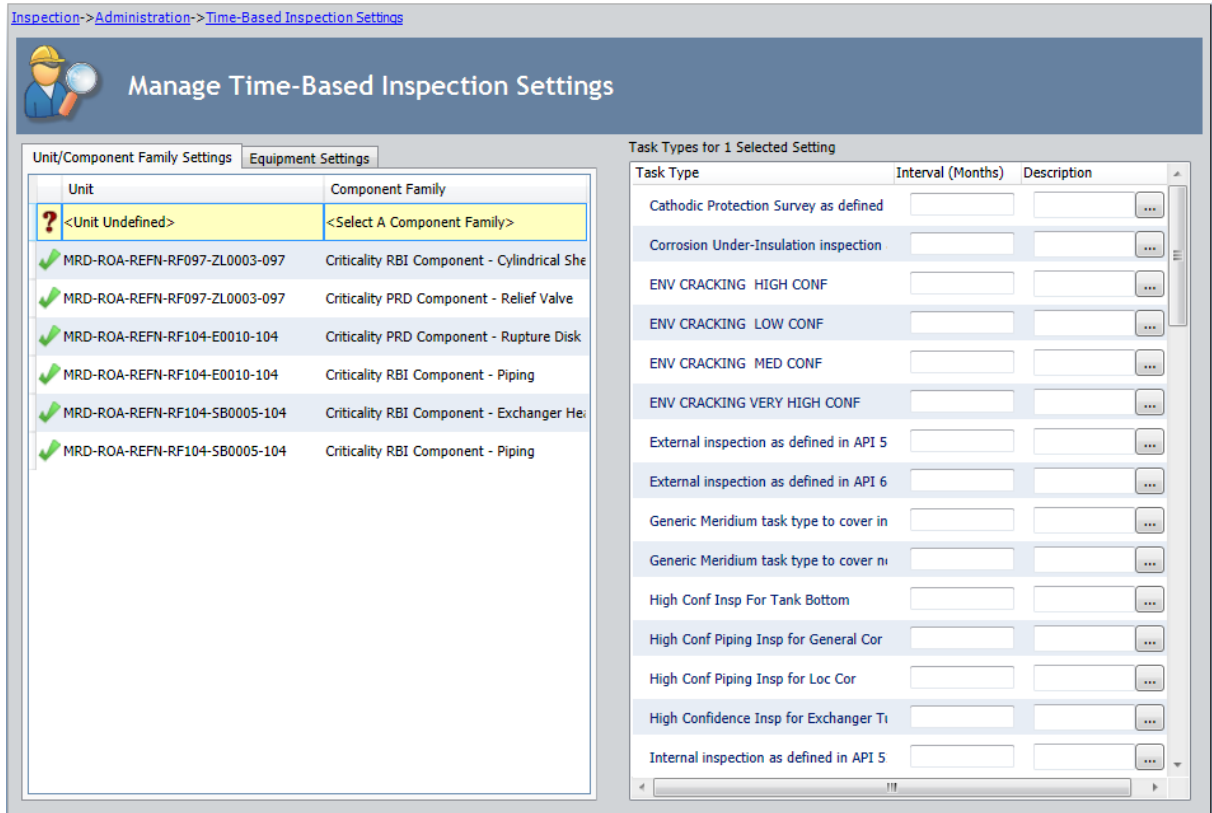 Inspection->Administration->Time-Based Inspection Settings
Manage Time-Based Inspection Settings
Unit/Component Family Settings
Equipment Settings
Unit Component Family
? <Unit Undefined> <Select A Component Family>
MRD-ROA-REFN-RF097-ZL0003-097 Criticality RBI Component - Cylindrical She
MRD-ROA-REFN-RF097-ZL0003-097 Criticality PRD Component - Relief Valve
MRD-ROA-REFN-RF104-E0010-104 Criticality PRD Component - Rupture Disk
MRD-ROA-REFN-RF104-E0010-104 Criticality RBI Component - Piping
MRD-ROA-REFN-RF104-SB0005-104 Criticality RBI Component - Exchanger Hea
MRD-ROA-REFN-RF104-SB0005-104 Criticality RBI Component - Piping
Task Types for 1 Selected Setting
Task Type Interval (Months) Description
Cathodic Protection Survey as defined ...
Corrosion Under-Insulation inspection ...
ENV CRACKING  HIGH CONF ...
ENV CRACKING  LOW CONF ...
ENV CRACKING  MED CONF ...
ENV CRACKING VERY HIGH CONF ...
External inspection as defined in API 5 ...
External inspection as defined in API 6 ...
Generic Meridium task type to cover in ...
Generic Meridium task type to cover no ...
High Conf Insp For Tank Bottom ...
High Conf Piping Insp for General Cor ...
High Conf Piping Insp for Loc Cor ...
High Confidence Insp for Exchanger Tu ...
Internal inspection as defined in API 5 ...